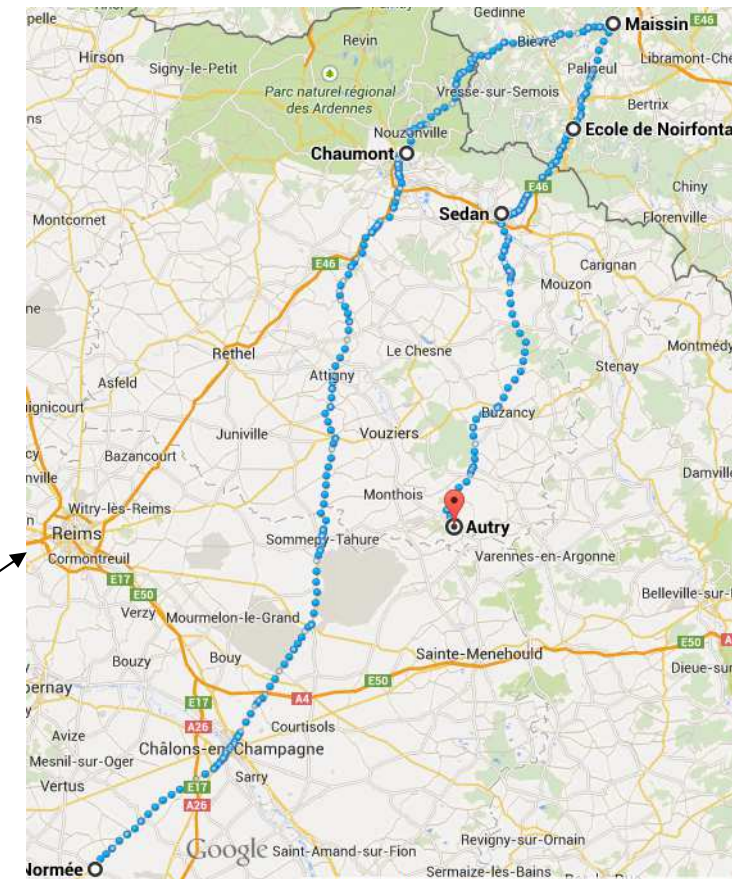 Gedinne
Maissin
E46
Hirson
Revin
Bièvre
Signy-le-Petit
Paliseul
Libramont-Che
Parc naturel régional
des Ardennes
Vresse-sur-Semois
Bertrix
Nouzonville
Ecole de Noirfonta
Chaumont
E46
Chiny
Sedan
Florenville
Montcornet
Carignan
E46
Mouzon
Rethel
Le Chesne
Montmédy
Attigny
Stenay
Asfeld
ignicourt
Buzancy
Juniville
Vouziers
Bazancourt
Damville
Monthois
Witry-lès-Reims
Autry
Reims
Sommepy-Tahure
Cormontreuil
Varennes-en-Argonne
E17
E50
Belleville-sur-
Verzy
Mourmelon-le-Grand
E50
Bouzy
Bouy
Sainte-Menehould
Dieue-sur
E50
E17
A4
A26
Courtisols
Avize
Châlons-en-Champagne
Mesnil-sur-Oger
Sarry
Vertus
E17
A26
Google
Saint-Amand-sur-Fion
Revigny-sur-Ornain
Normée
Sermaize-les-Bains